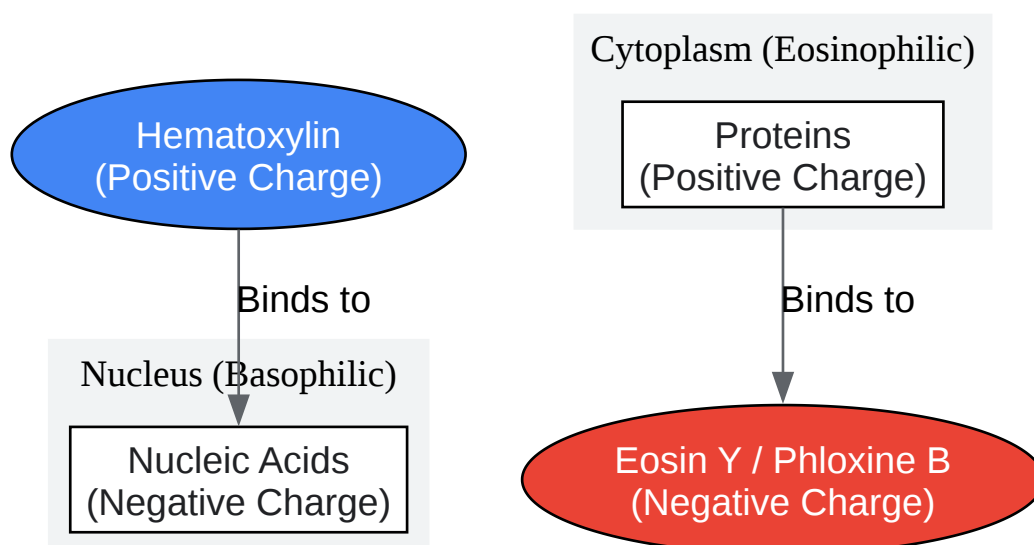 Hematoxylin
(Positive Charge)
Binds to
Nucleus (Basophilic)
Nucleic Acids
(Negative Charge)
Cytoplasm (Eosinophilic)
Proteins
(Positive Charge)
Binds to
Eosin Y / Phloxine B
(Negative Charge)